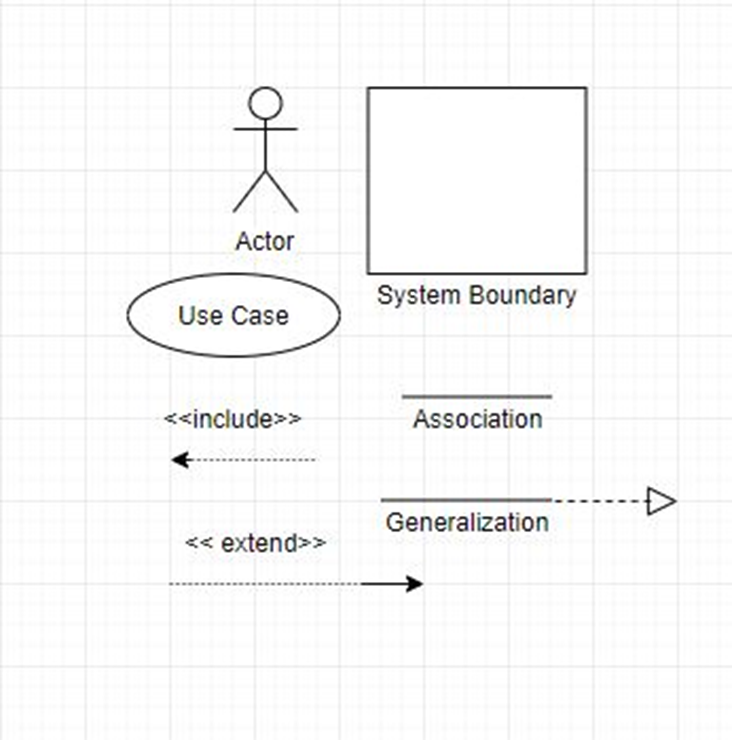 Actor
System Boundary
Use Case
<<include>>
Association
Generalization
<< extend>>